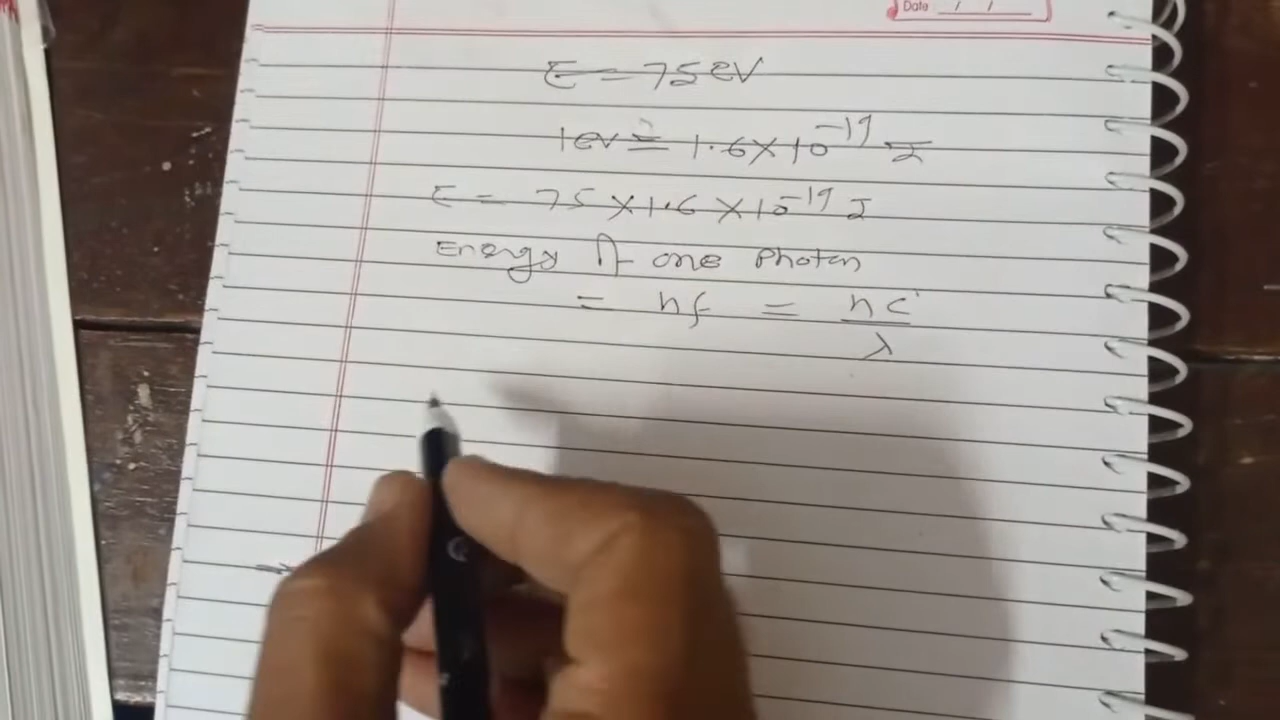 Date / /
E = 75 eV
1 eV = 1.6 × 10⁻¹⁹ J
E = 75 × 1.6 × 10⁻¹⁹ J
Energy of one photon
= hf = hc / λ